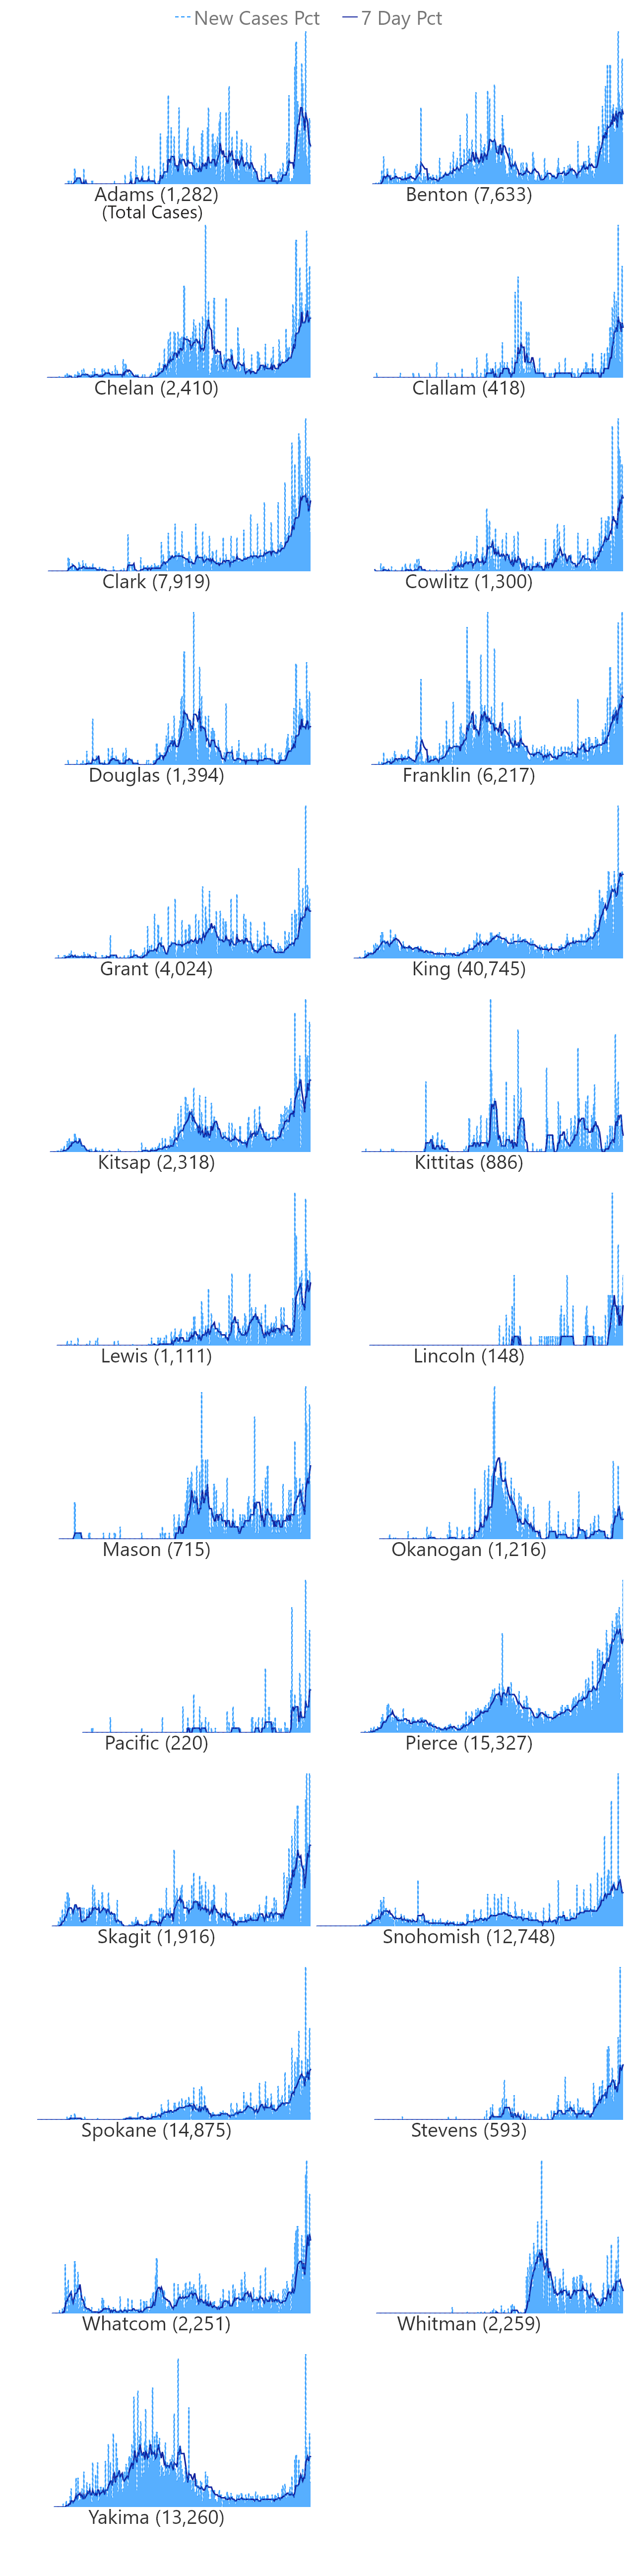 New Cases Pct 7 Day Pct
Adams (1,282) Benton (7,633)
(Total Cases)
Chelan (2,410) Clallam (418)
Clark (7,919) Cowlitz (1,300)
Douglas (1,394) Franklin (6,217)
Grant (4,024) King (40,745)
Kitsap (2,318) Kittitas (886)
Lewis (1,111) Lincoln (148)
Mason (715) Okanogan (1,216)
Pacific (220) Pierce (15,327)
Skagit (1,916) Snohomish (12,748)
Spokane (14,875) Stevens (593)
Whatcom (2,251) Whitman (2,259)
Yakima (13,260)